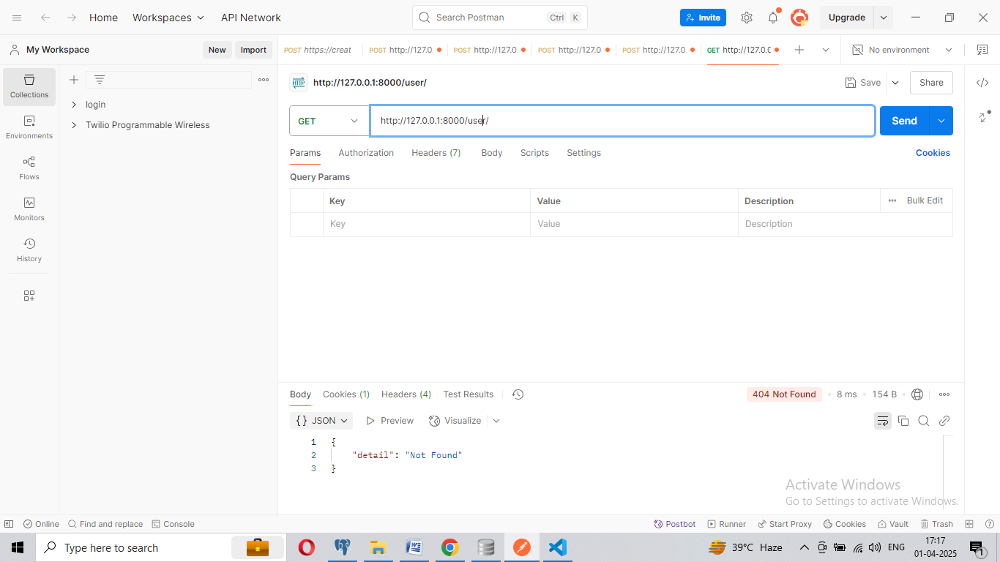 Home Workspaces API Network Search Postman Ctrl K Invite Upgrade
My Workspace New Import POST https://creat POST http://127.0. POST http://127.0. POST http://127.0 POST http://127.0. GET http://127.0.0 No environment
Collections
Environments
Flows
Monitors
History
login
Twilio Programmable Wireless
HTTP http://127.0.0.1:8000/user/ Save Share
GET http://127.0.0.1:8000/user/ Send
Params Authorization Headers (7) Body Scripts Settings Cookies
Query Params
Key Value Description Bulk Edit
Key Value Description
Body Cookies (1) Headers (4) Test Results 404 Not Found • 8 ms • 154 B
{} JSON Preview Visualize
1 {
2 "detail": "Not Found"
3 }
Activate Windows
Go to Settings to activate Windows.
Online Find and replace Console Postbot Runner Start Proxy Cookies Vault Trash
Type here to search 39°C Haze ENG 17:17
01-04-2025 1